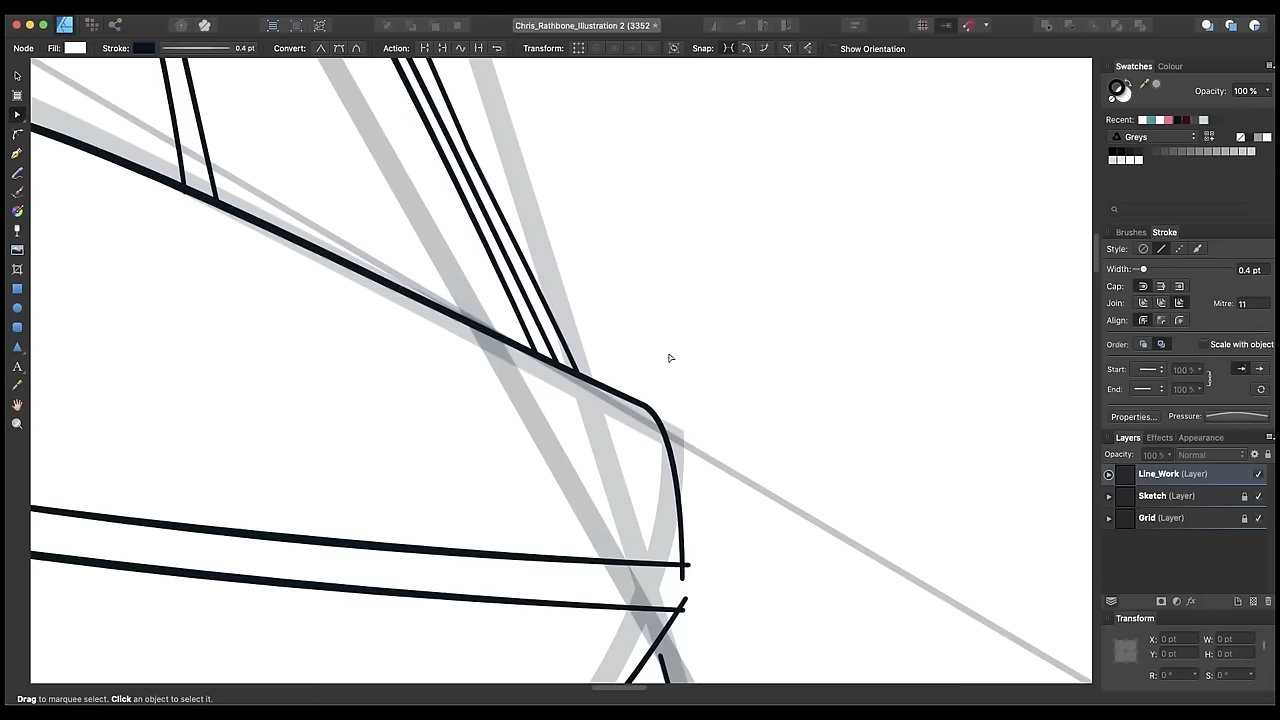 Chris_Rathbone_Illustration 2 (3352
Node Fill: Stroke: 0.4 pt Convert: Action: Transform: Snap: Show Orientation
Swatches Colour
Opacity: 100 %
Recent:
Greys
Brushes Stroke
Style:
Width: 0.4 pt
Cap:
Join: Mitre: 11
Align:
Order: Scale with object
Start: 100 %
End: 100 %
Properties... Pressure:
Layers Effects Appearance
Opacity: 100 % Normal
Line_Work (Layer)
Sketch (Layer)
Grid (Layer)
fx
Transform
X: 0 pt W: 0 pt
Y: 0 pt H: 0 pt
R: 0 ° S: 0 °
Drag to marquee select. Click an object to select it.